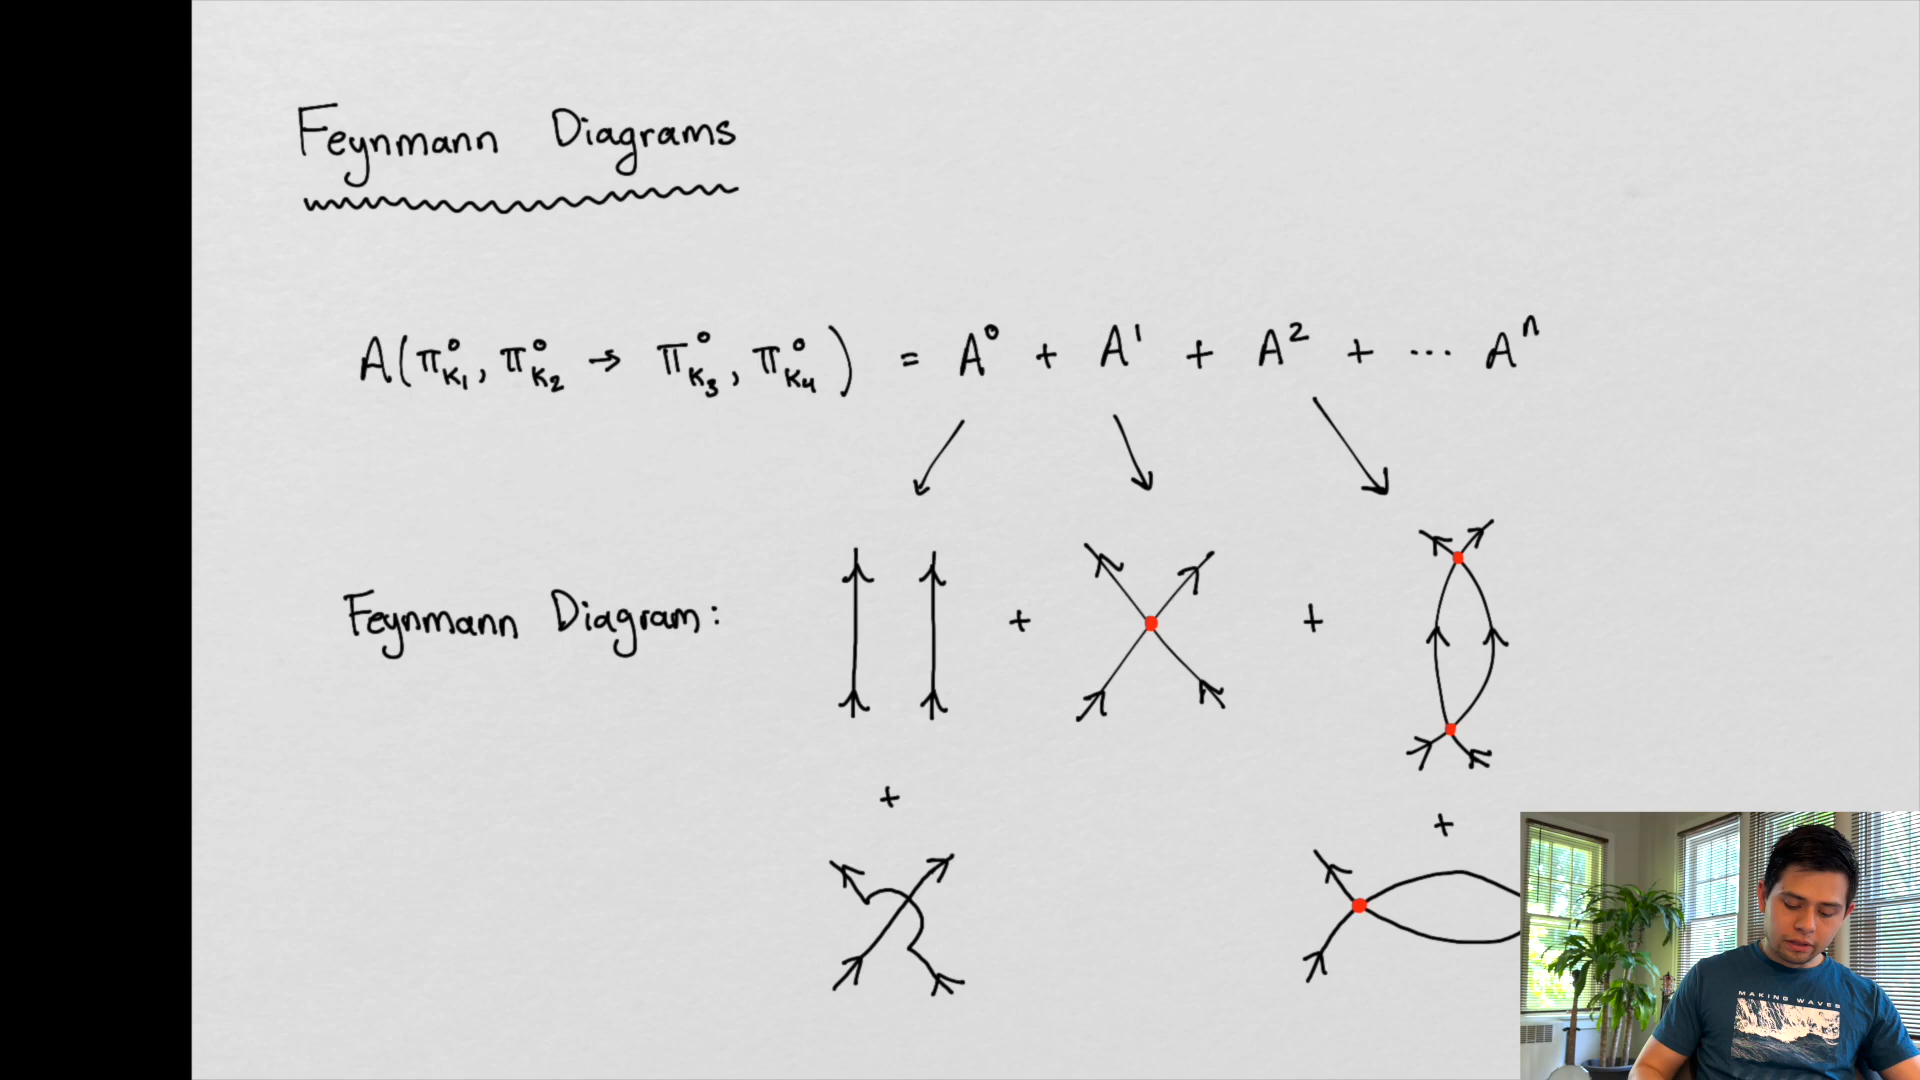 Feynmann Diagrams
A(π⁰ₖ₁, π⁰ₖ₂ → π⁰ₖ₃, π⁰ₖ₄) = A⁰ + A¹ + A² + ... Aⁿ
Feynmann Diagram: + +
+ +
MAKING WAVES